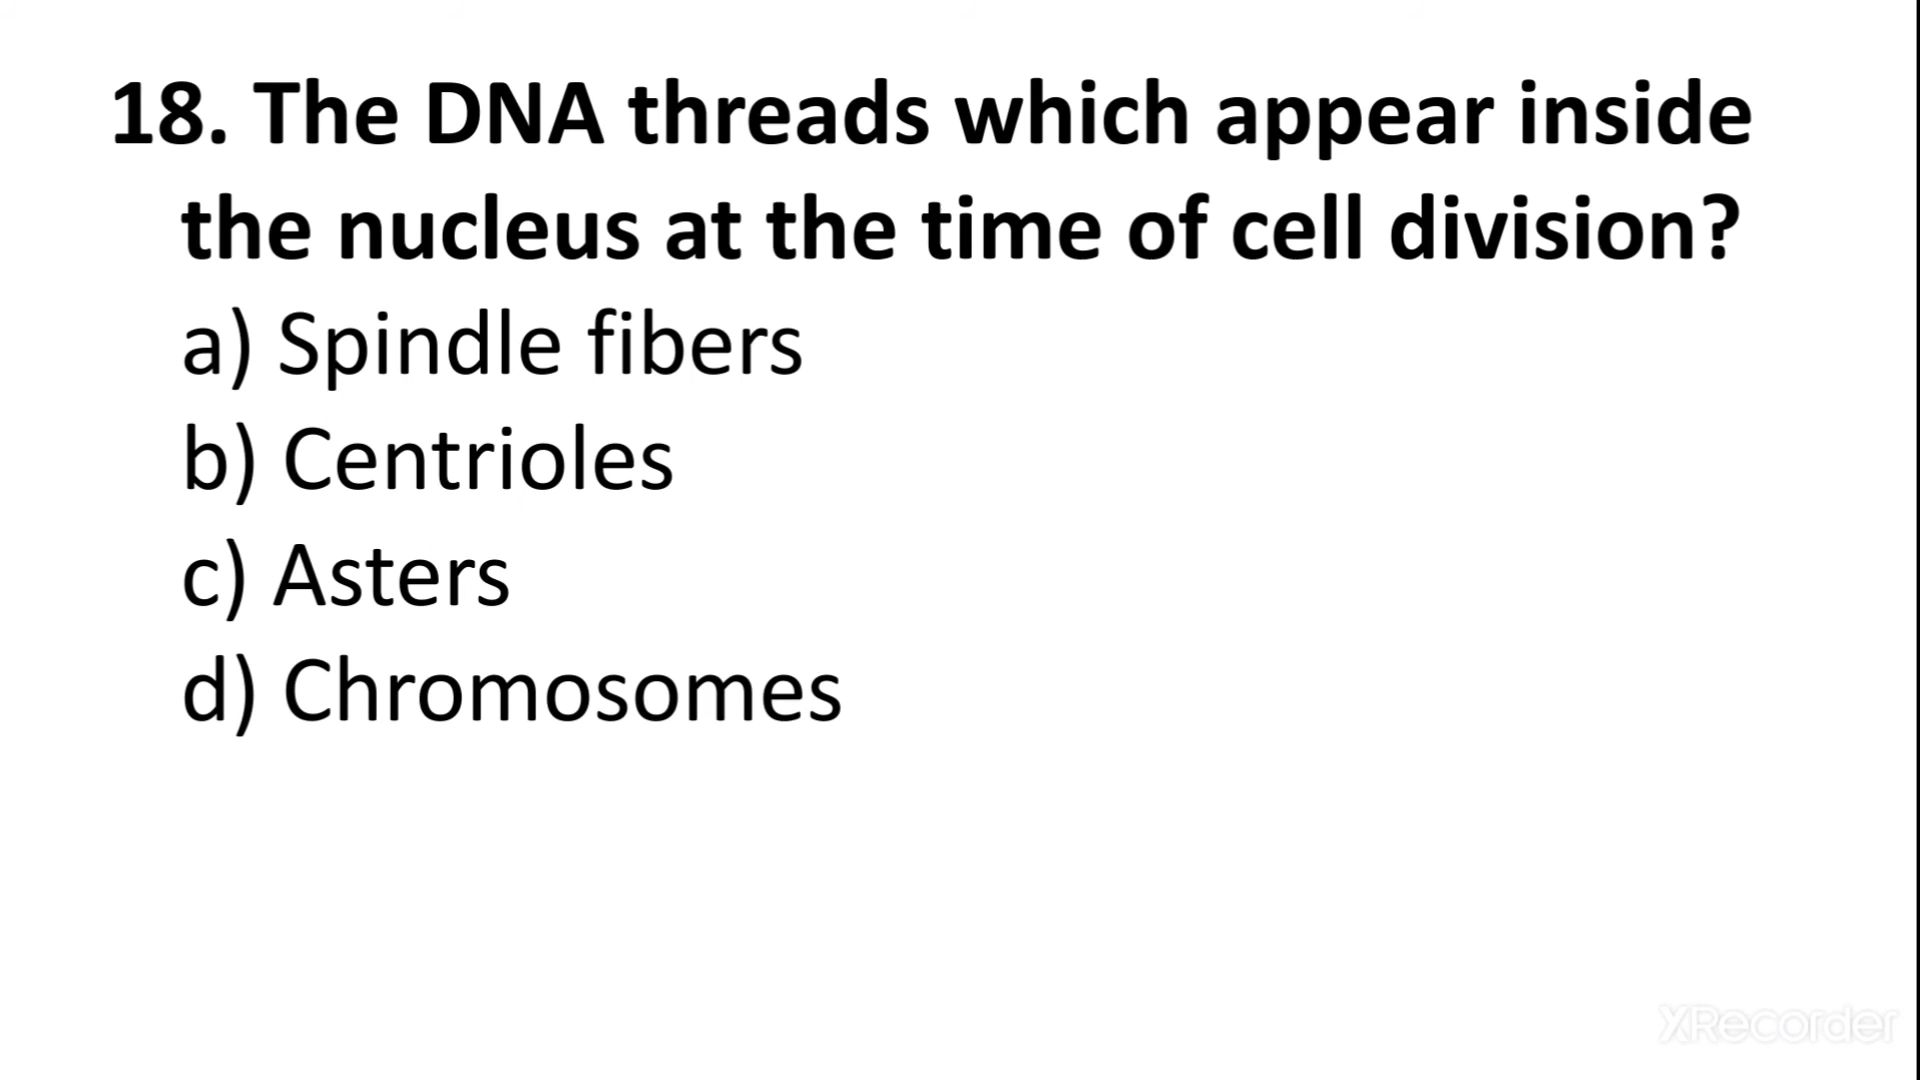 18. The DNA threads which appear inside
the nucleus at the time of cell division?
a) Spindle fibers
b) Centrioles
c) Asters
d) Chromosomes
XRecorder